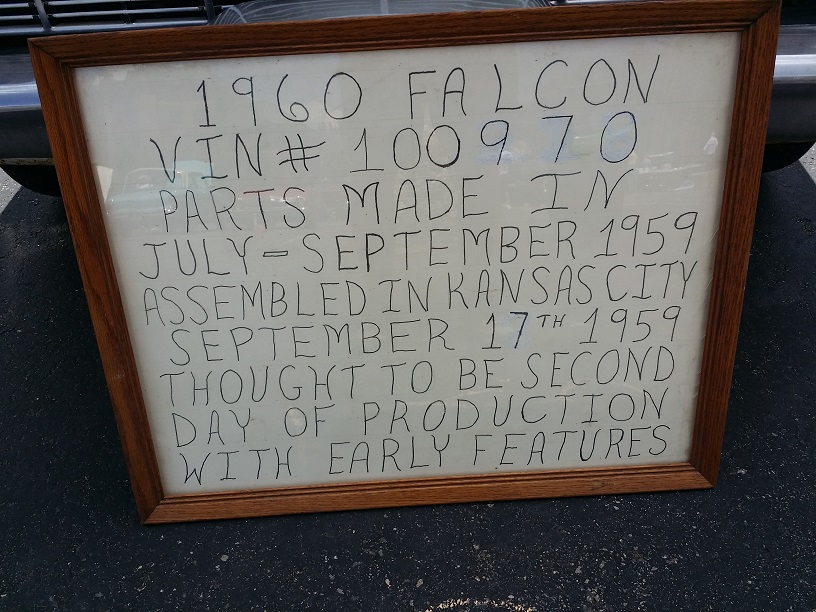 1960 FALCON
VIN# 100970
PARTS MADE IN
JULY-SEPTEMBER 1959
ASSEMBLED IN KANSAS CITY
SEPTEMBER 17TH 1959
THOUGHT TO BE SECOND
DAY OF PRODUCTION
WITH EARLY FEATURES